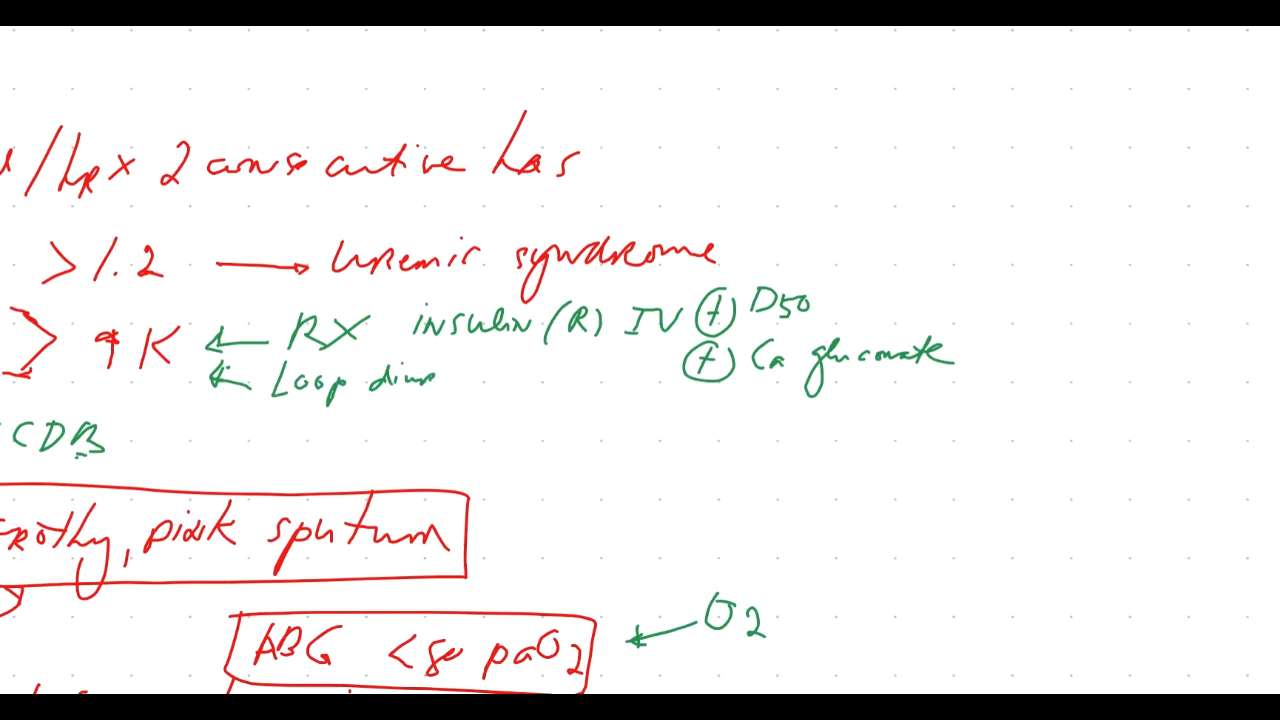 /hr x 2 consecutive hrs
> 1.2 → Uremic syndrome
> ↑ K ← RX insulin (R) IV + D50
← Loop diur + Ca gluconate
CDB
frothy, pink sputum
ABG < 80 paO2 ← O2